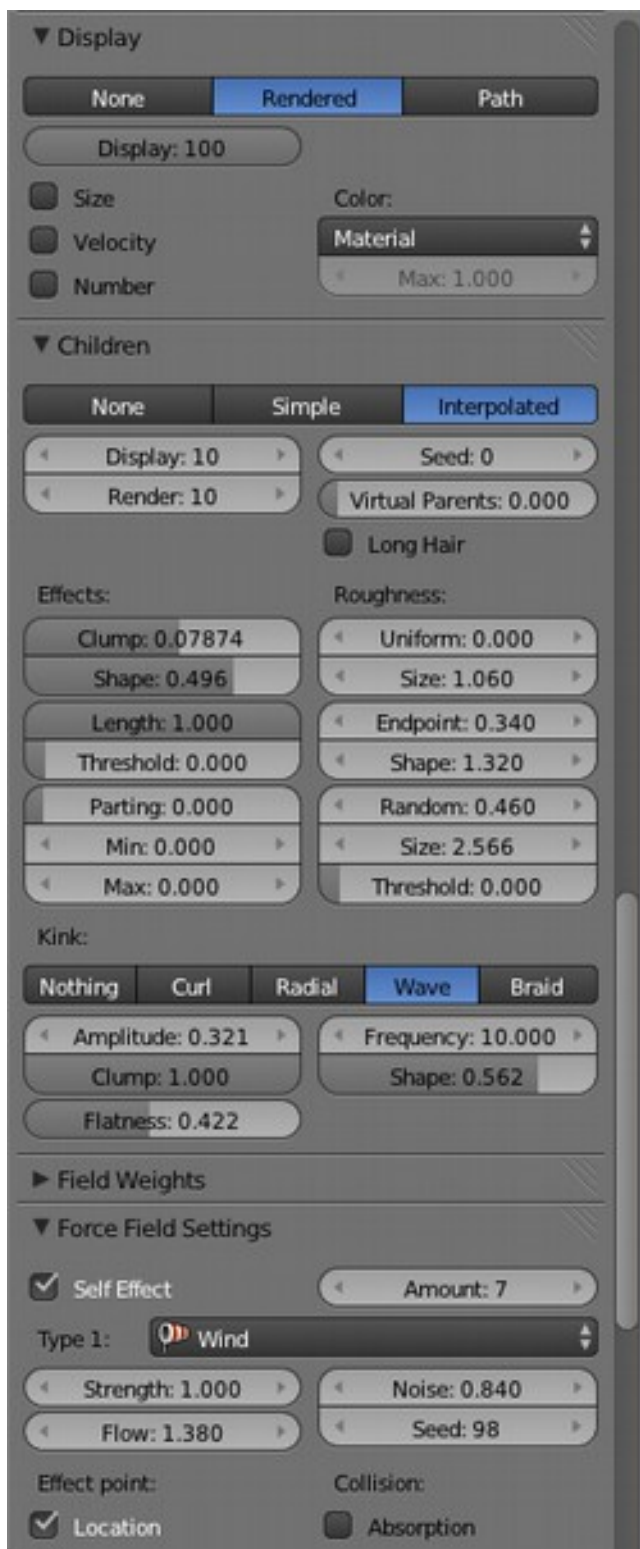 Display
None Rendered Path
Display: 100
Size Color:
Velocity Material
Number Max: 1.000
Children
None Simple Interpolated
Display: 10 Seed: 0
Render: 10 Virtual Parents: 0.000
Long Hair
Effects: Roughness:
Clump: 0.07874 Uniform: 0.000
Shape: 0.496 Size: 1.060
Length: 1.000 Endpoint: 0.340
Threshold: 0.000 Shape: 1.320
Parting: 0.000 Random: 0.460
Min: 0.000 Size: 2.566
Max: 0.000 Threshold: 0.000
Kink:
Nothing Curl Radial Wave Braid
Amplitude: 0.321 Frequency: 10.000
Clump: 1.000 Shape: 0.562
Flatness: 0.422
Field Weights
Force Field Settings
Self Effect Amount: 7
Type 1: Wind
Strength: 1.000 Noise: 0.840
Flow: 1.380 Seed: 98
Effect point: Collision:
Location Absorption